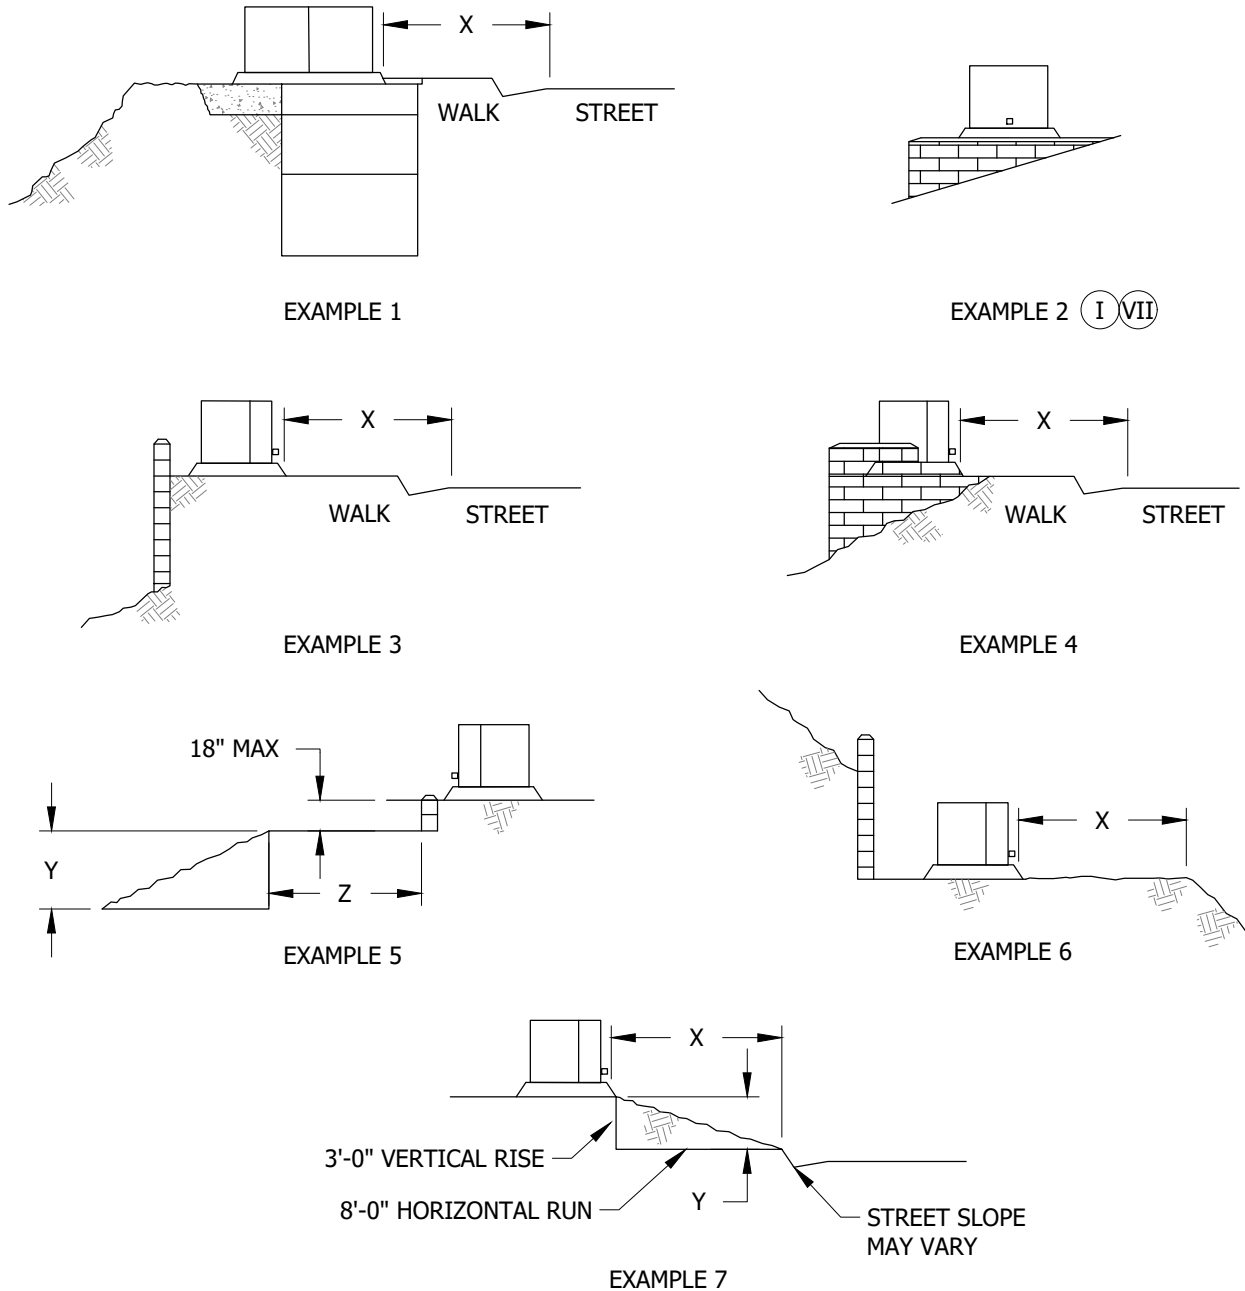 X
WALK
STREET
EXAMPLE 1
EXAMPLE 2 I VII
X
WALK
STREET
EXAMPLE 3
X
WALK
STREET
EXAMPLE 4
18" MAX
Y
Z
EXAMPLE 5
X
EXAMPLE 6
X
3'-0" VERTICAL RISE
8'-0" HORIZONTAL RUN
Y
STREET SLOPE
MAY VARY
EXAMPLE 7